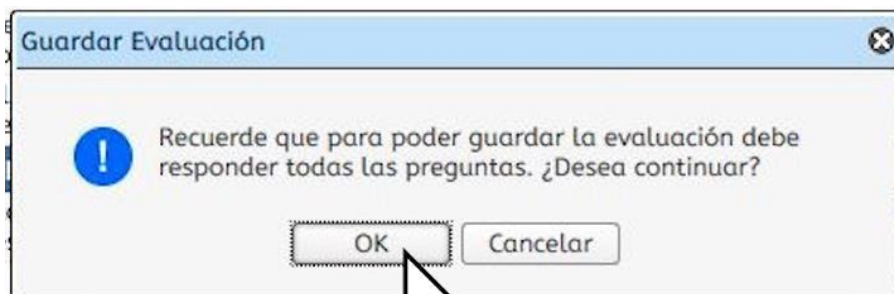 Guardar Evaluación
Recuerde que para poder guardar la evaluación debe
responder todas las preguntas. ¿Desea continuar?
OK
Cancelar